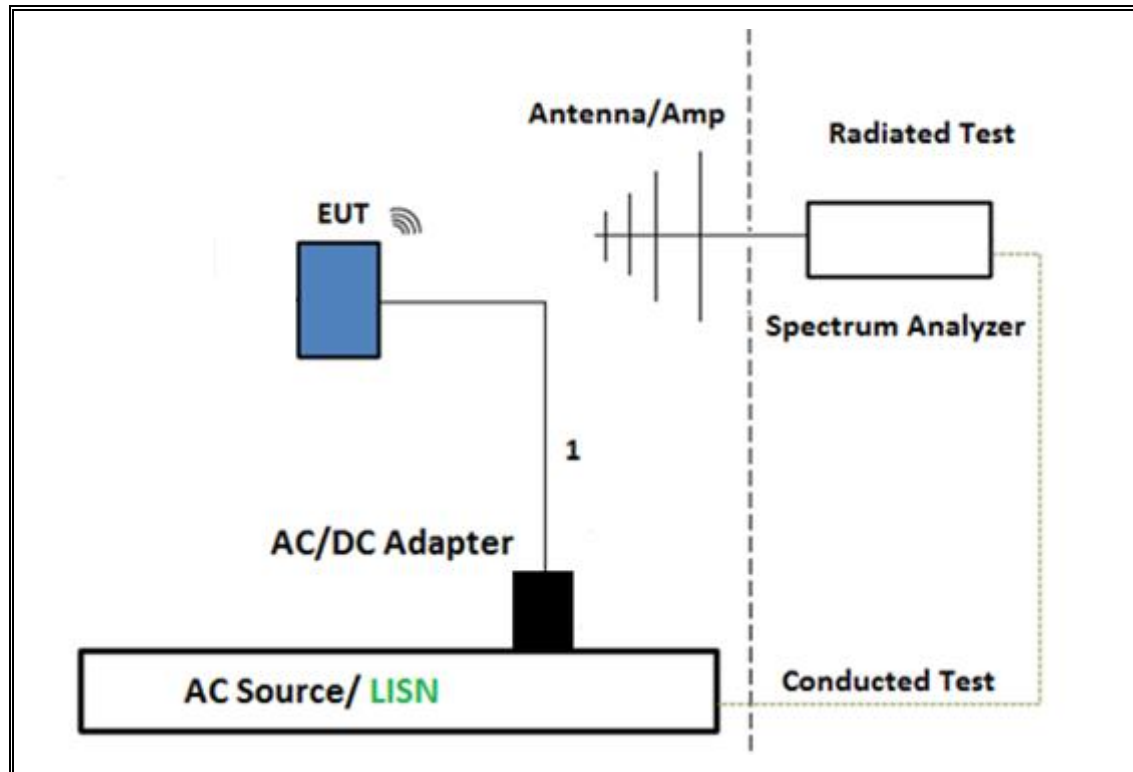 Antenna/Amp
Radiated Test
EUT
Spectrum Analyzer
1
AC/DC Adapter
AC Source/ LISN
Conducted Test